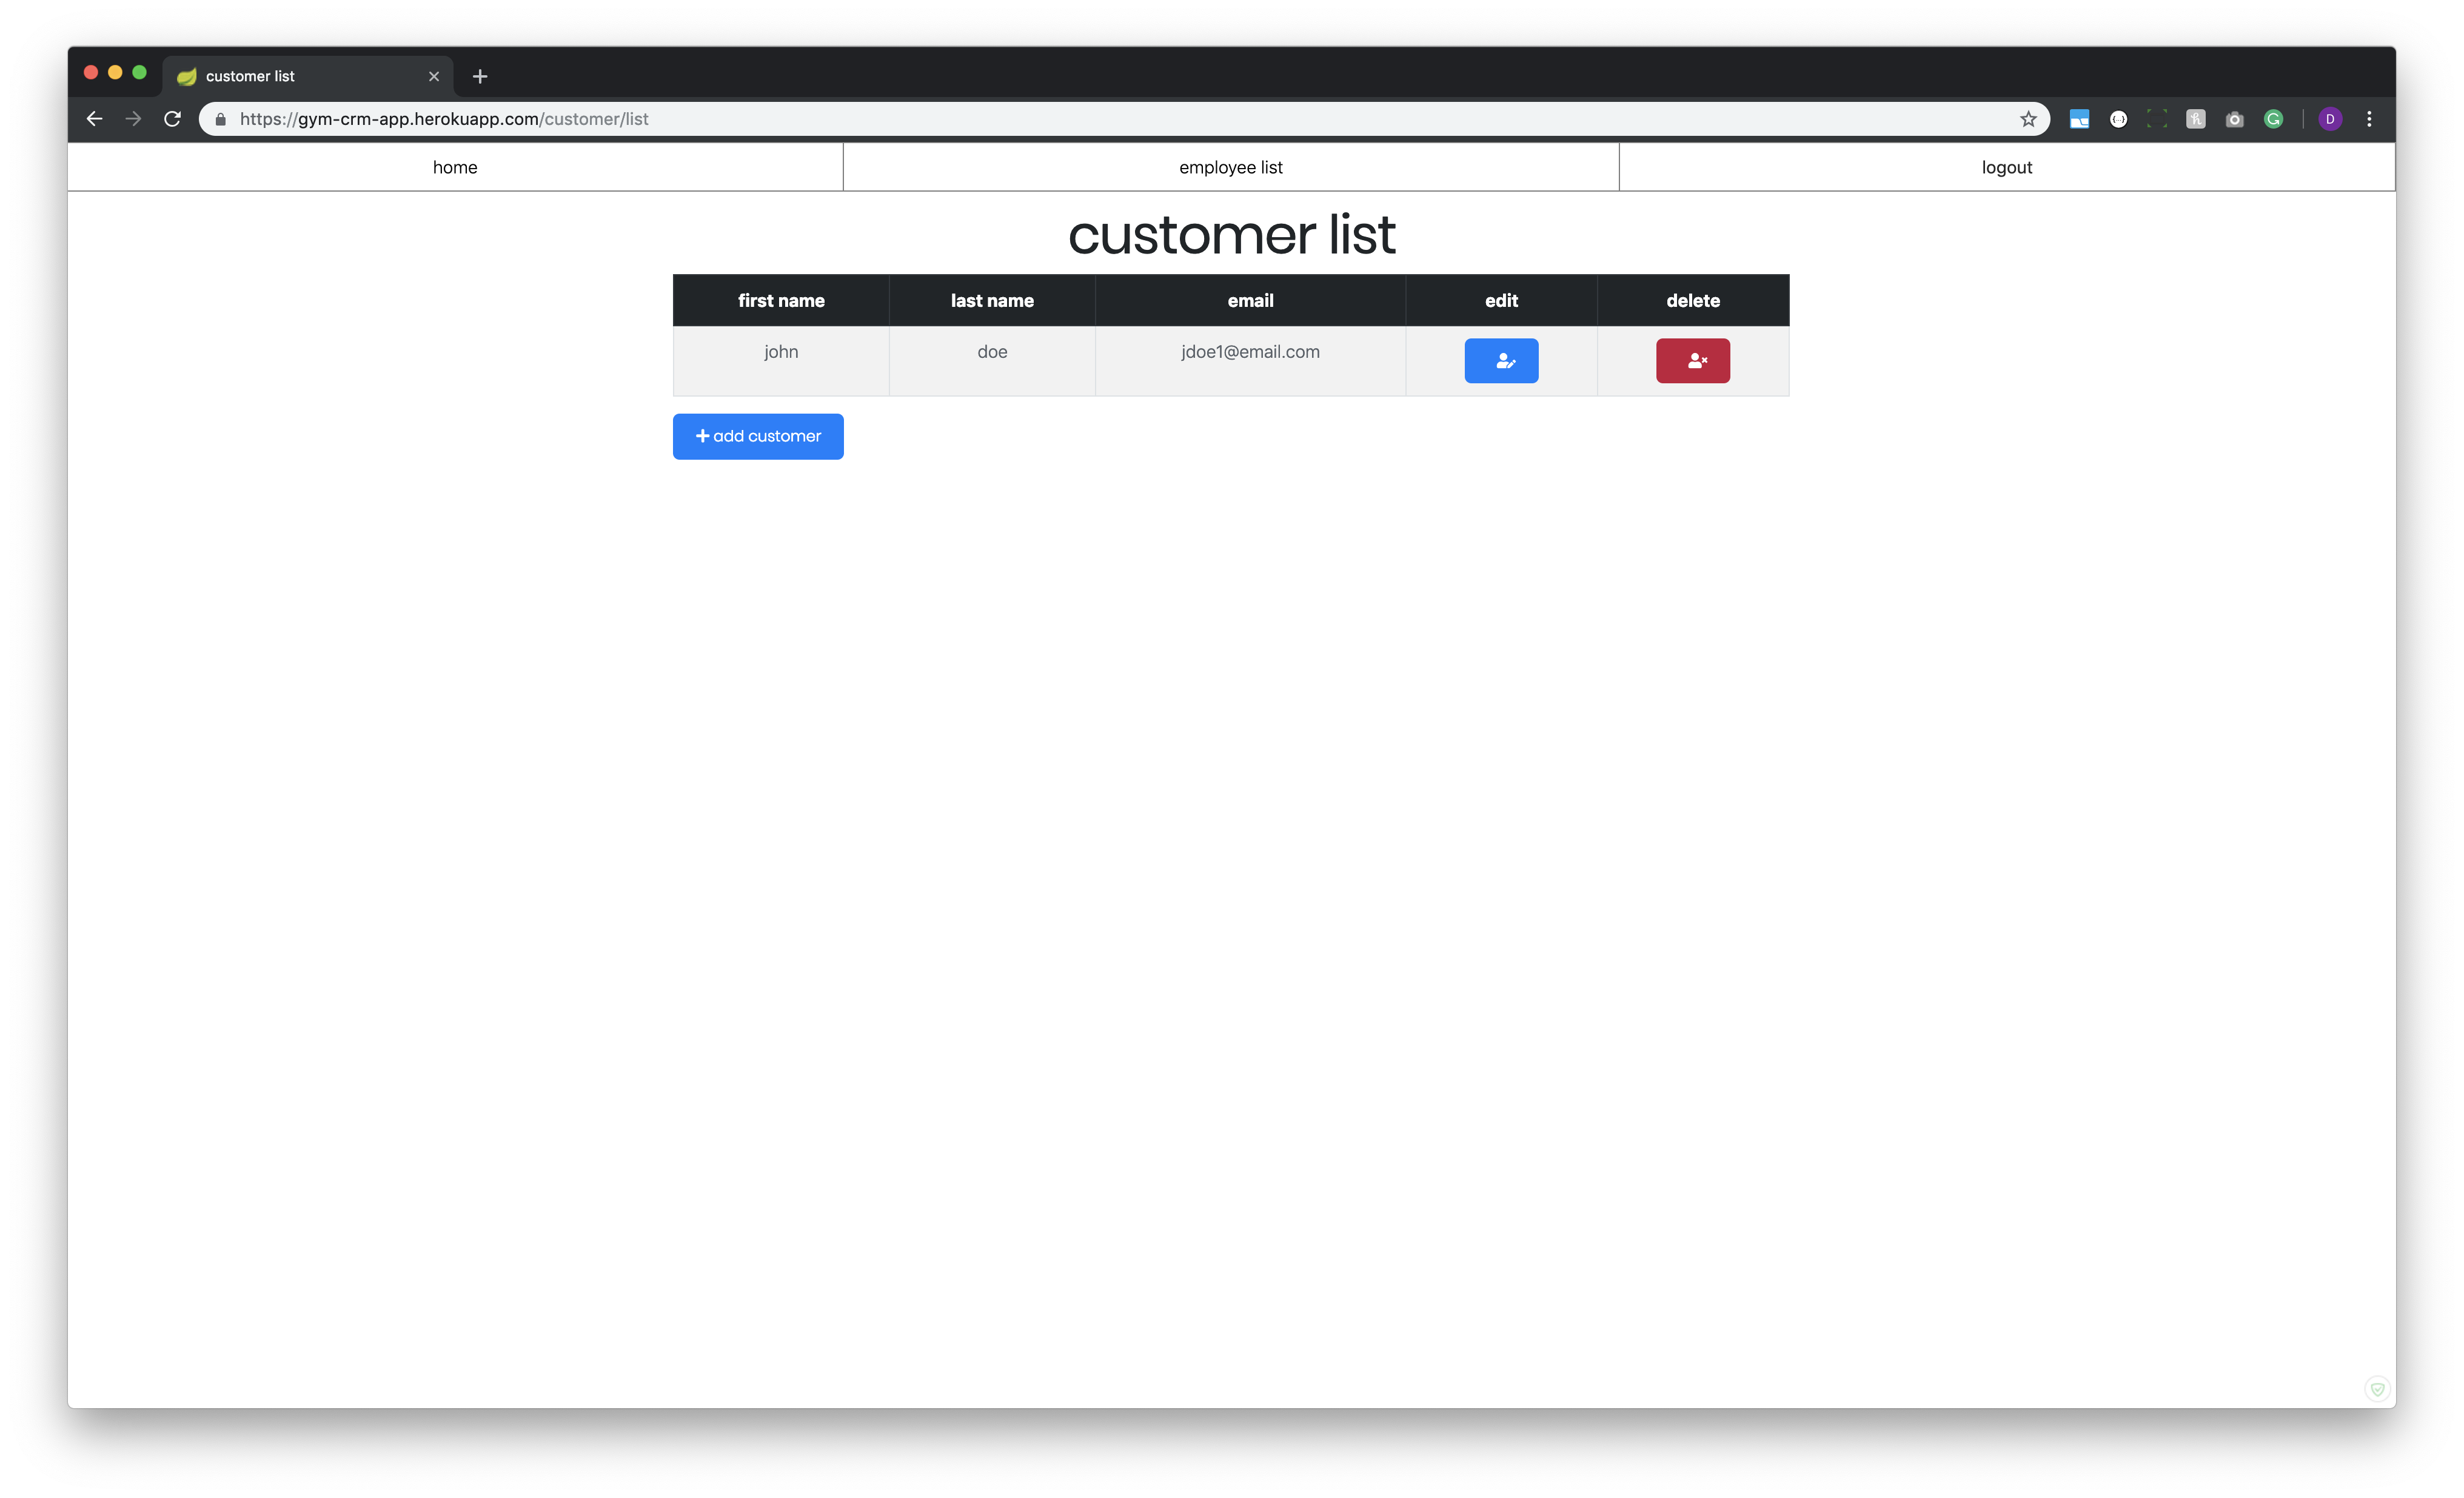 customer list
https://gym-crm-app.herokuapp.com/customer/list
D
home employee list logout
customer list
first name last name email edit delete
john doe jdoe1@email.com
add customer